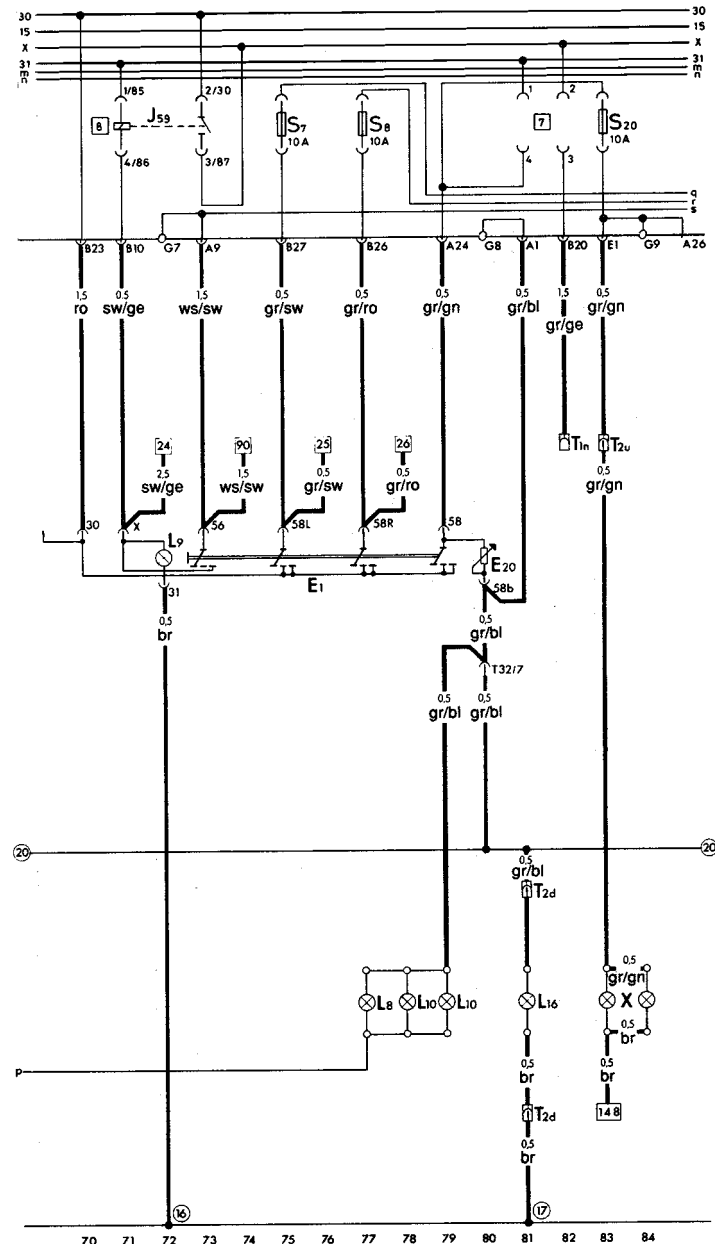 30 30
15 15
X X
31 31
m m
n n
1/85 2/30 1 2
8 J59 S7 S8 7 S20
10A 10A 10A
4/86 3/87 4 3
q
r
s
B23 B10 G7 A9 B27 B26 A24 G8 A1 B20 E1 G9 A26
1,5 0,5 1,5 0,5 0,5 0,5 0,5 1,5 0,5
ro sw/ge ws/sw gr/sw gr/ro gr/gn gr/bl gr/ge gr/gn
24 90 25 26 T1n T2u
2,5 1,5 0,5 0,5 0,5
sw/ge ws/sw gr/sw gr/ro gr/gn
30 X 56 58L 58R 58
L9 E20
E1
31 58b
0,5 0,5
br gr/bl
T32/7
0,5 0,5
gr/bl gr/bl
20 20
0,5
gr/bl
T2d
0,5
gr/gn
L8 L10 L10 L16 X
0,5
br
0,5 0,5
br br
p
T2d 148
0,5
br
16 17
70 71 72 73 74 75 76 77 78 79 80 81 82 83 84